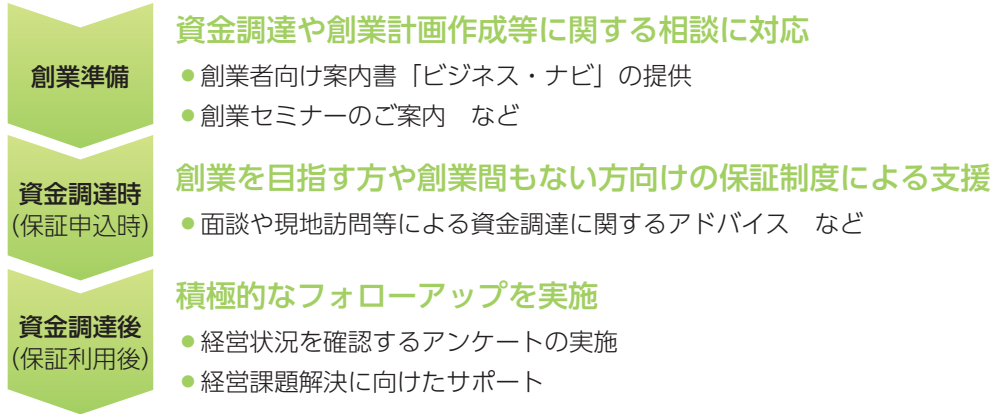 創業準備
資金調達や創業計画作成等に関する相談に対応
●創業者向け案内書「ビジネス・ナビ」の提供
●創業セミナーのご案内　など
資金調達時
(保証申込時)
創業を目指す方や創業間もない方向けの保証制度による支援
●面談や現地訪問等による資金調達に関するアドバイス　など
資金調達後
(保証利用後)
積極的なフォローアップを実施
●経営状況を確認するアンケートの実施
●経営課題解決に向けたサポート